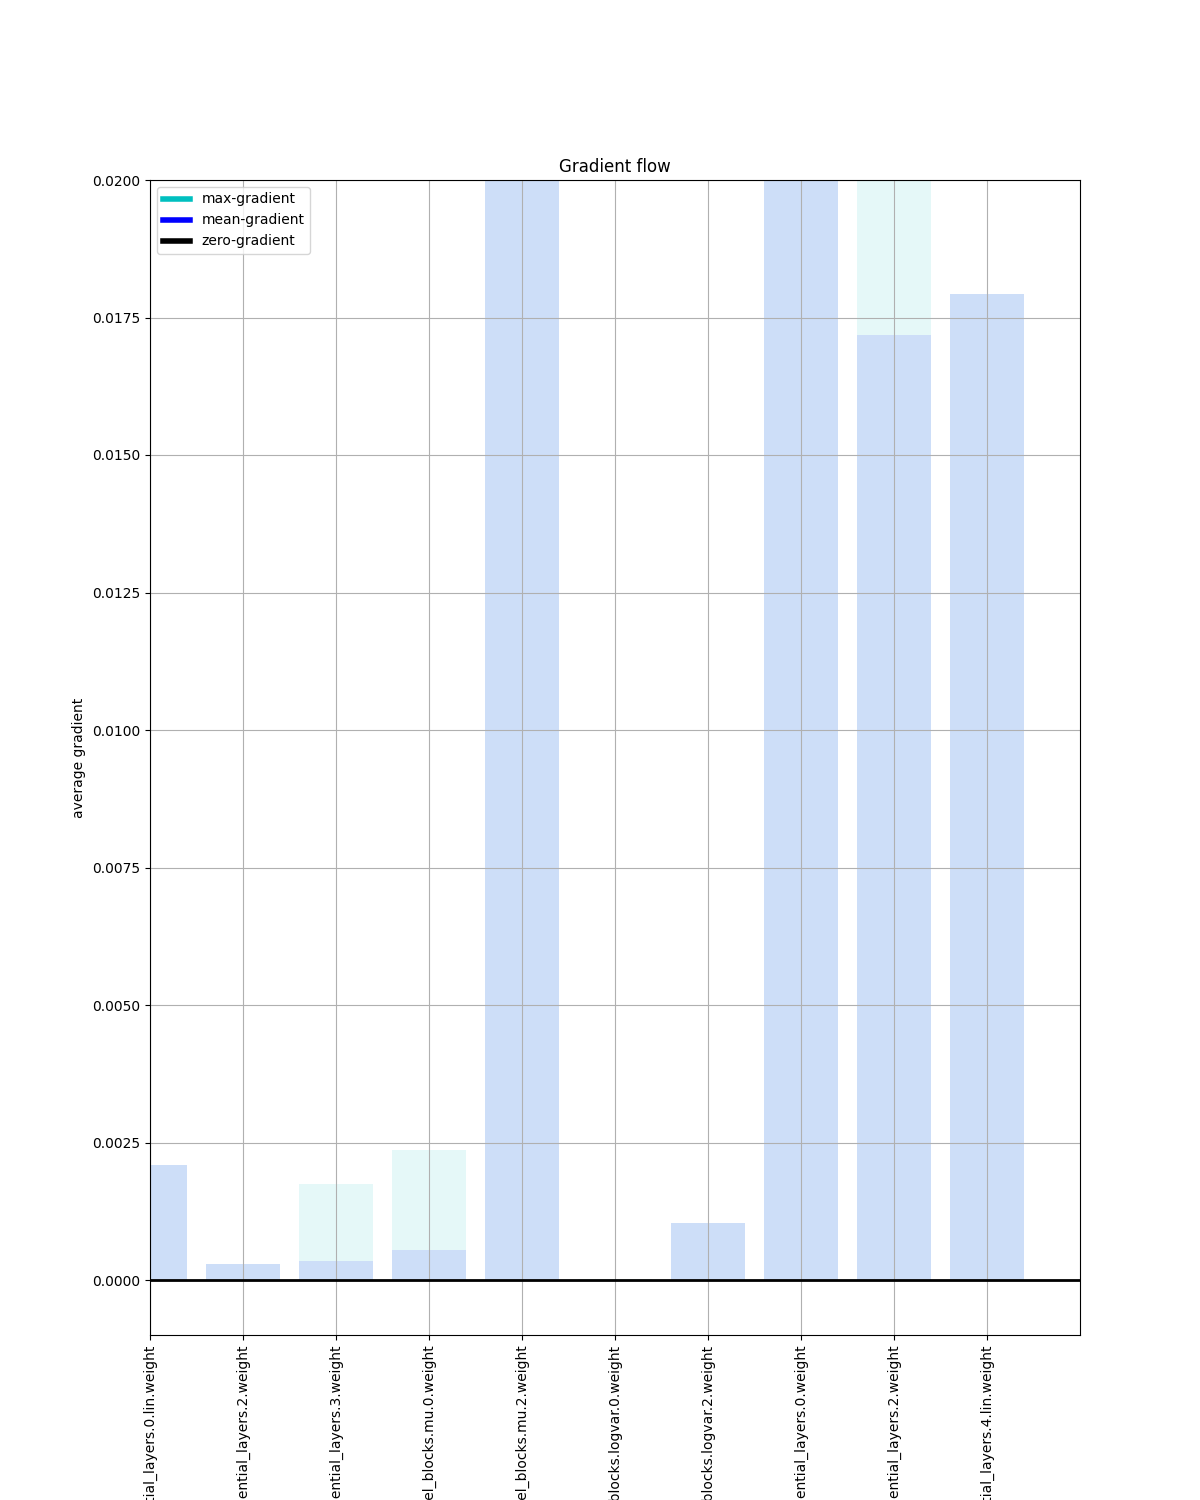 Gradient flow
max-gradient
mean-gradient
zero-gradient
0.0200
0.0175
0.0150
0.0125
0.0100
0.0075
0.0050
0.0025
0.0000
average gradient
tial_layers.0.lin.weight
ential_layers.2.weight
ential_layers.3.weight
el_blocks.mu.0.weight
el_blocks.mu.2.weight
blocks.logvar.0.weight
blocks.logvar.2.weight
ential_layers.0.weight
ential_layers.2.weight
tial_layers.4.lin.weight